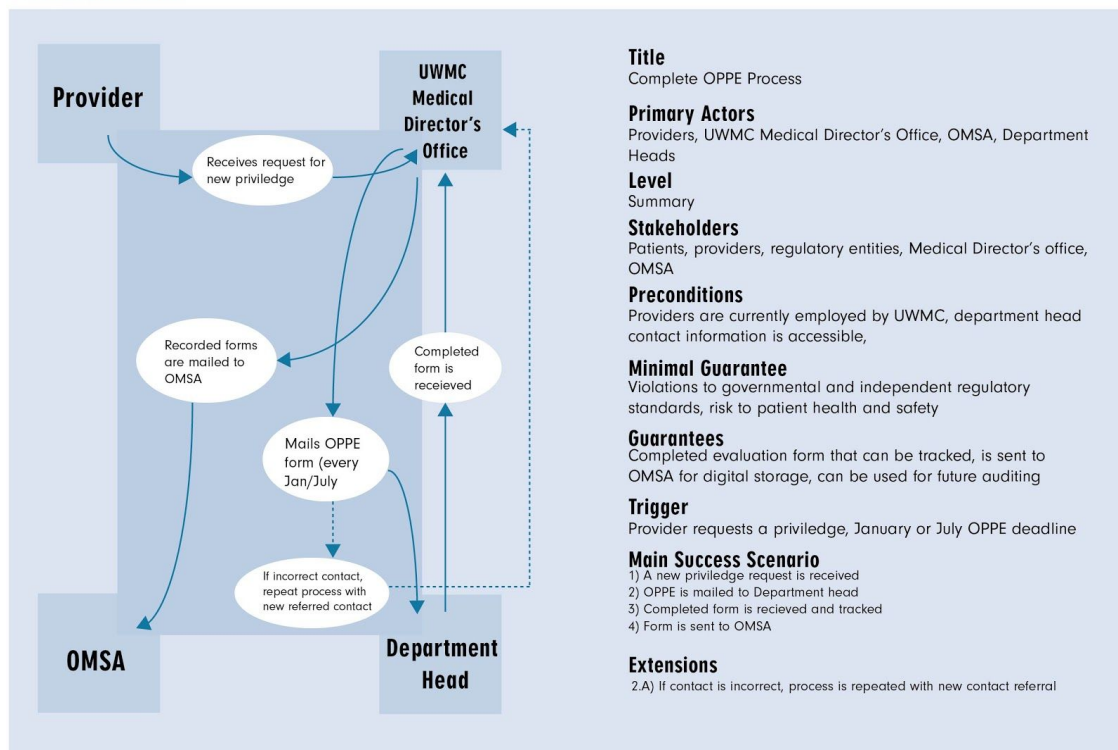 Provider
UWMC
Medical
Director's
Office
Receives request for
new priviledge
Recorded forms
are mailed to
OMSA
Completed
form is
receieved
Mails OPPE
form (every
Jan/July
If incorrect contact,
repeat process with
new referred contact
OMSA
Department
Head
Title
Complete OPPE Process
Primary Actors
Providers, UWMC Medical Director's Office, OMSA, Department
Heads
Level
Summary
Stakeholders
Patients, providers, regulatory entities, Medical Director's office,
OMSA
Preconditions
Providers are currently employed by UWMC, department head
contact information is accessible,
Minimal Guarantee
Violations to governmental and independent regulatory
standards, risk to patient health and safety
Guarantees
Completed evaluation form that can be tracked, is sent to
OMSA for digital storage, can be used for future auditing
Trigger
Provider requests a priviledge, January or July OPPE deadline
Main Success Scenario
1) A new priviledge request is received
2) OPPE is mailed to Department head
3) Completed form is recieved and tracked
4) Form is sent to OMSA
Extensions
2.A) If contact is incorrect, process is repeated with new contact referral